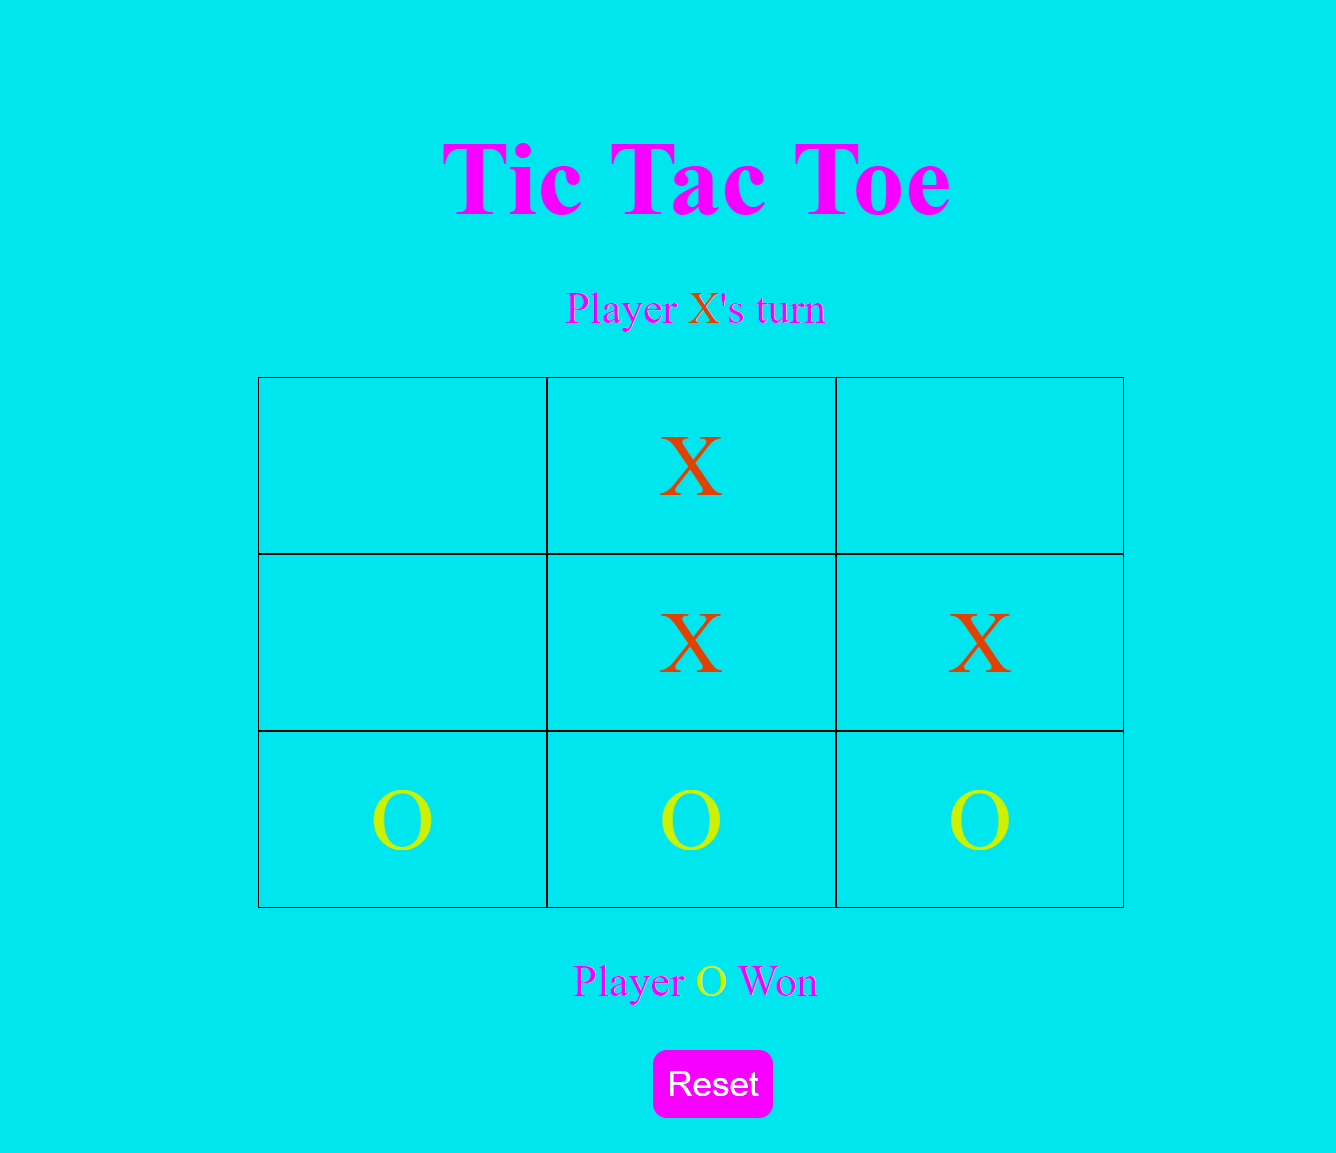 Tic Tac Toe
Player X's turn
X
X X
O O O
Player O Won
Reset